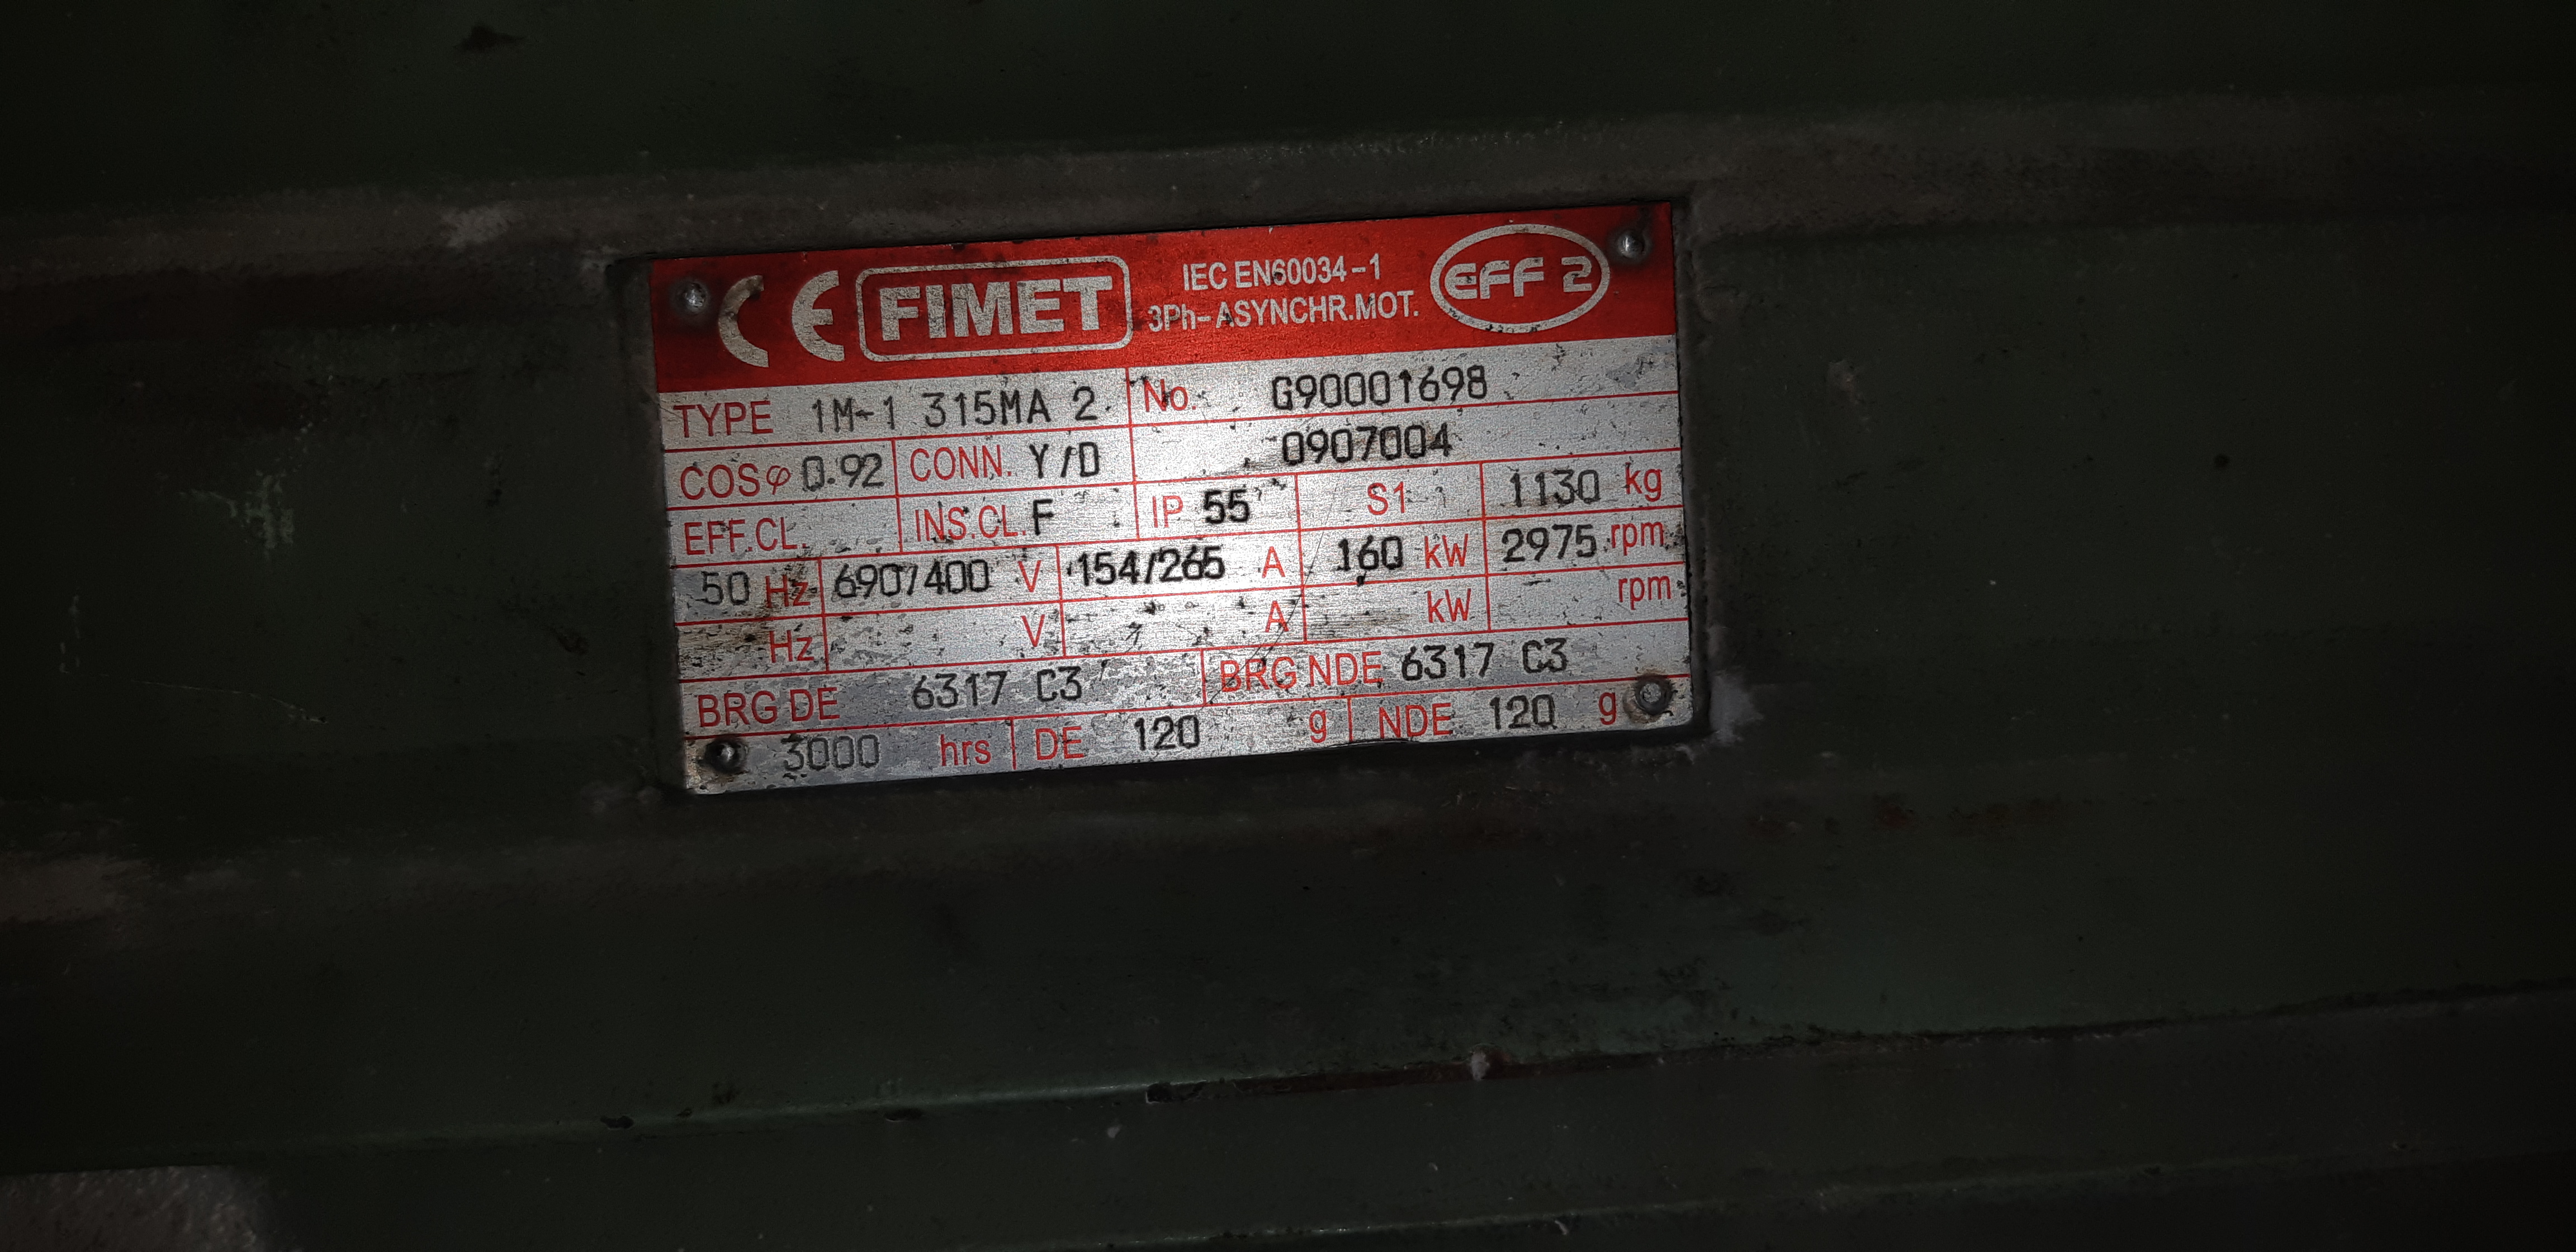 CE FIMET IEC EN60034-1 EFF 2
3Ph-ASYNCHR.MOT.
TYPE 1M-1 315MA 2 No. G90001698
COSφ 0.92 CONN. Y/D 0907004
EFF.CL. INS.CL. F IP 55 S1 1130 kg
50 Hz 690/400 V 154/265 A 160 kW 2975 rpm
Hz V A kW rpm
BRG DE 6317 C3 BRG NDE 6317 C3
3000 hrs DE 120 g NDE 120 g